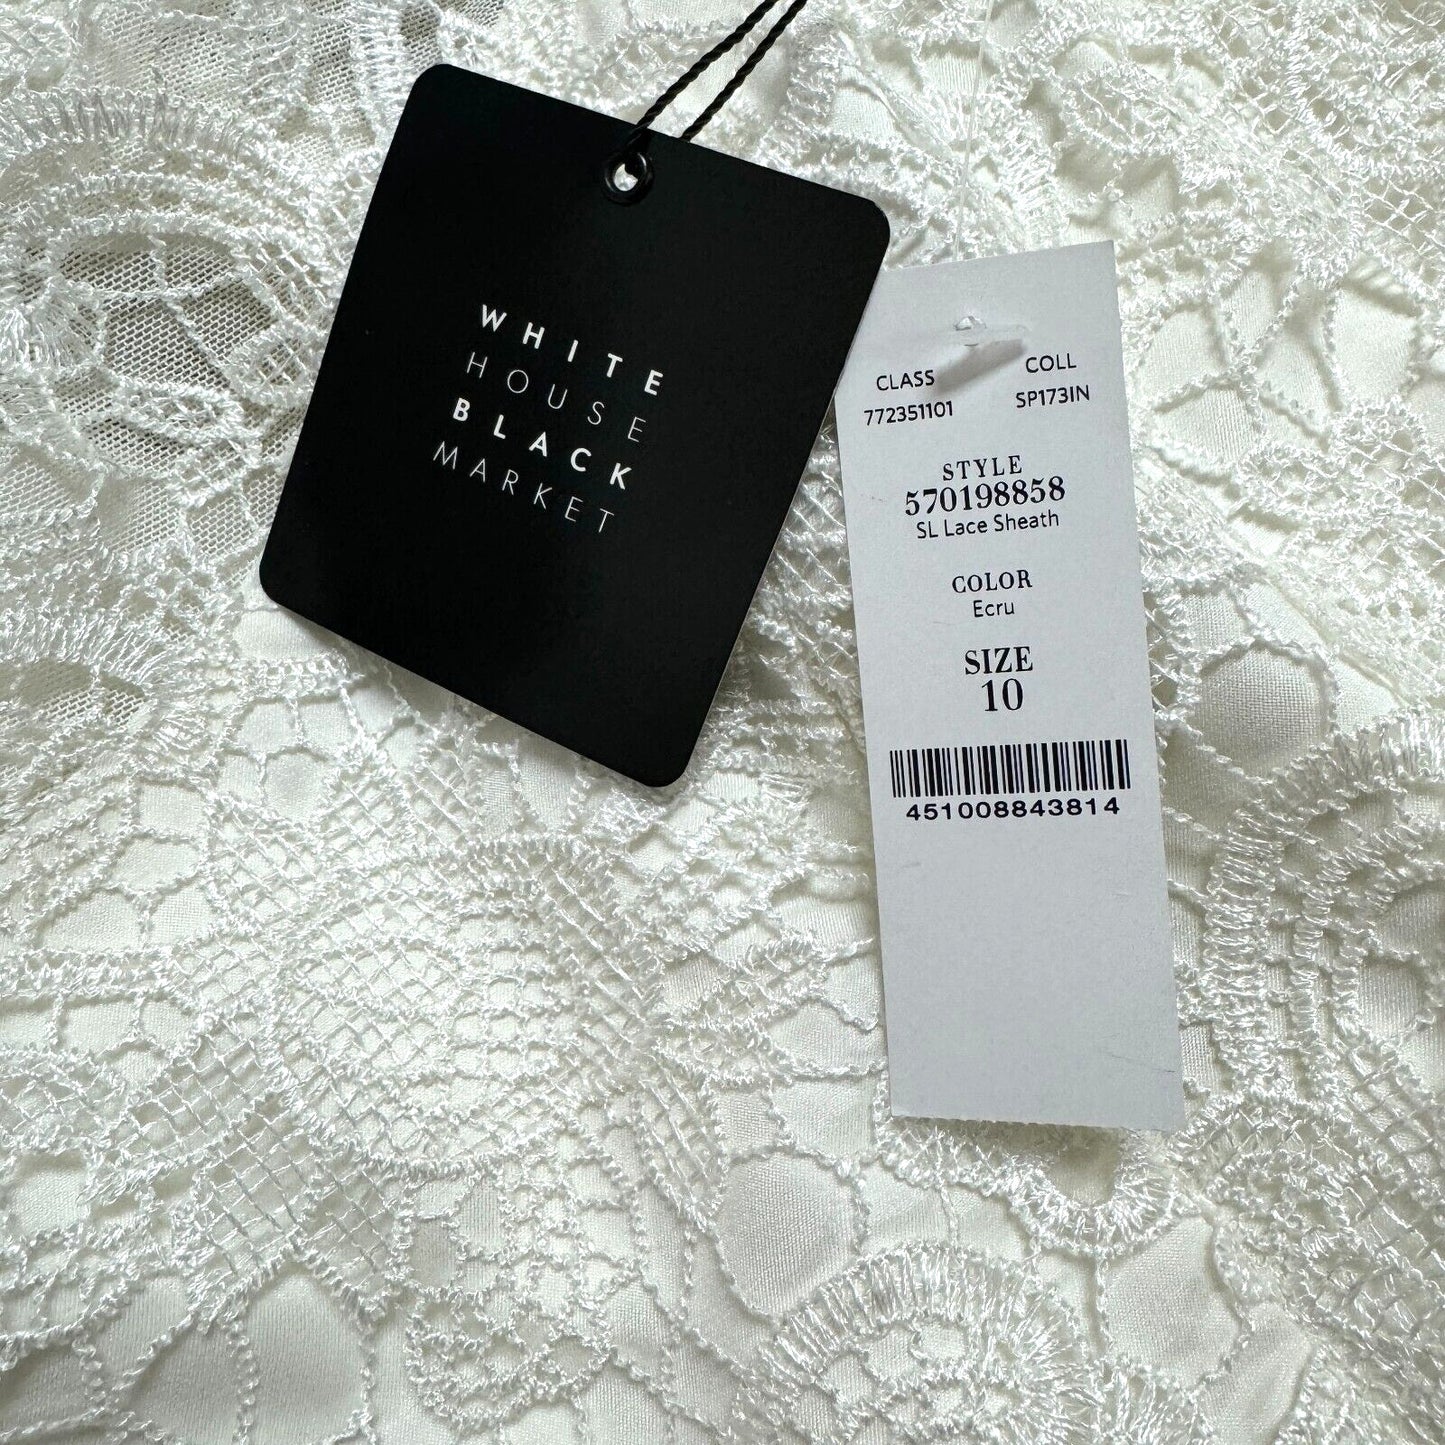 WHITE
HOUSE
BLACK
MARKET
CLASS COLL
772351101 SP173IN
STYLE
570198858
SL Lace Sheath
COLOR
Ecru
SIZE
10
451008843814